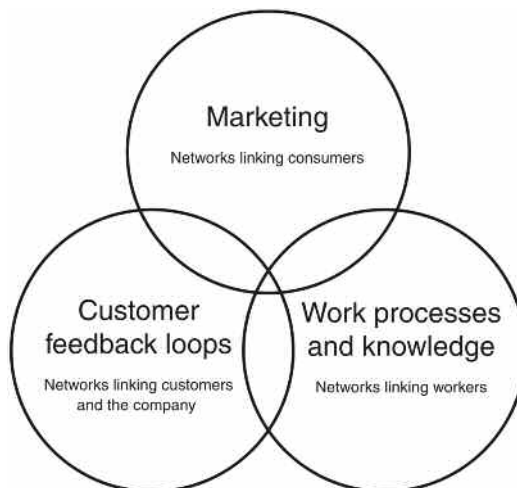 Marketing
Networks linking consumers
Customer
feedback loops
Networks linking customers
and the company
Work processes
and knowledge
Networks linking workers